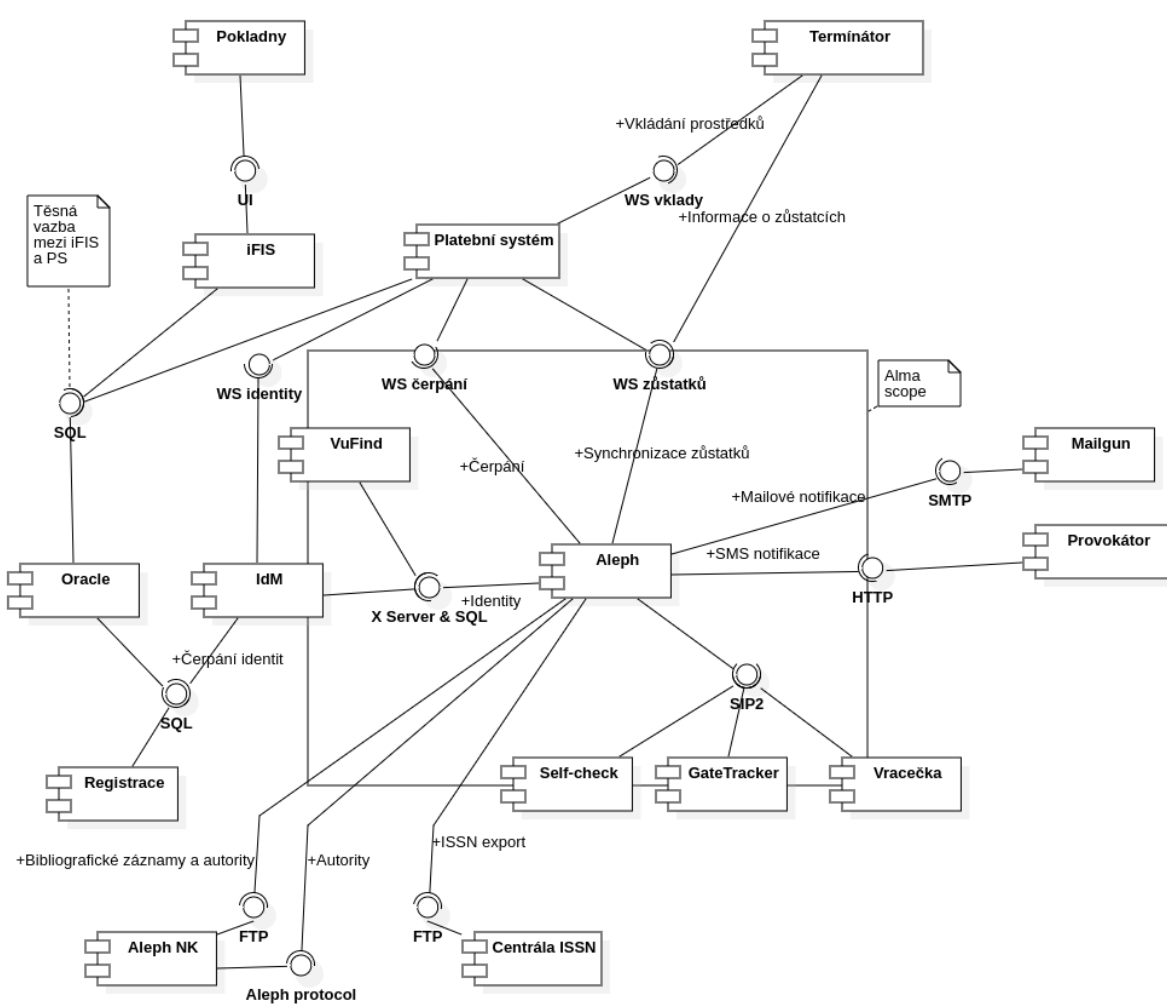 Pokladny
Termínátor
+Vkládání prostředků
UI
WS vklady
Těsná
vazba
mezi iFIS
a PS
+Informace o zůstatcích
iFIS
Platební systém
WS identity
WS čerpání
WS zůstatků
Alma
scope
SQL
VuFind
+Čerpání
+Synchronizace zůstatků
Mailgun
+Mailové notifikace
SMTP
Provokátor
+SMS notifikace
Oracle
IdM
Aleph
HTTP
+Identity
X Server & SQL
+Čerpání identit
SQL
SIP2
Registrace
Self-check
GateTracker
Vracečka
+ISSN export
+Bibliografické záznamy a autority
+Autority
FTP
FTP
Aleph NK
Centrála ISSN
Aleph protocol